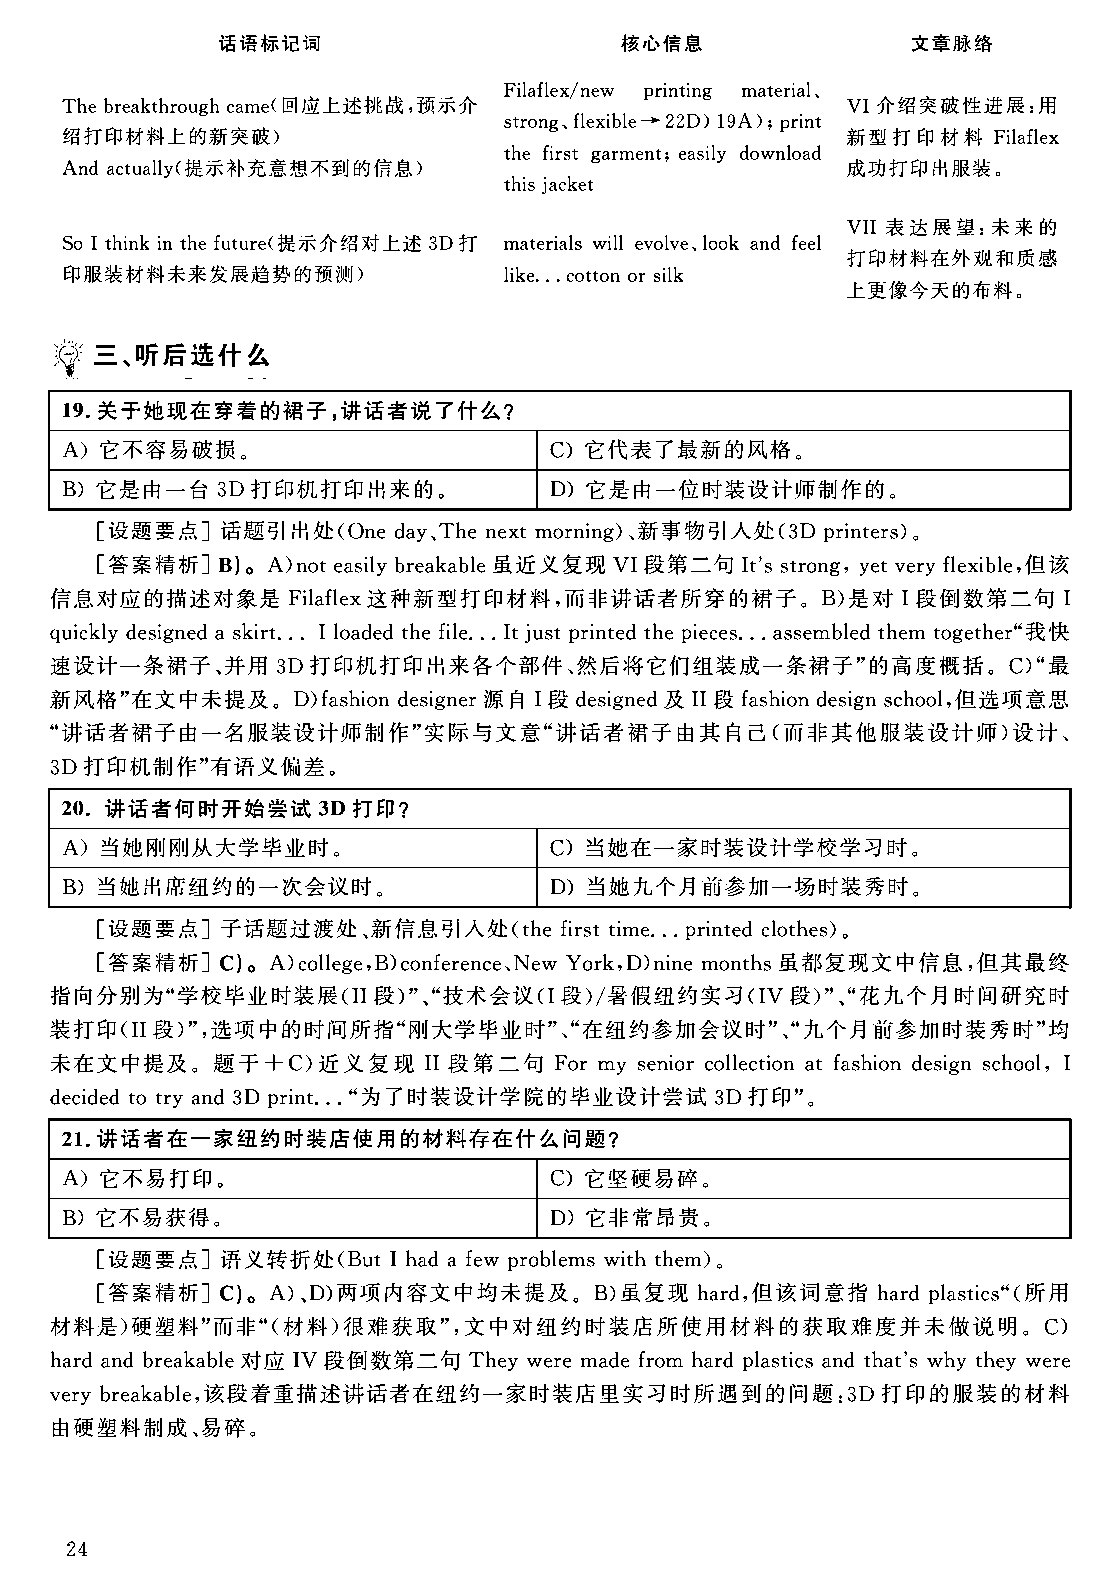 话语标记词 核心信息 文章脉络
The breakthrough came(回应上述挑战,预示介
绍打印材料上的新突破)
And actually(提示补充意想不到的信息)
Filaflex/new printing material、
strong、flexible→22D) 19A); print
the first garment; easily download
this jacket
VI 介绍突破性进展:用
新型打印材料 Filaflex
成功打印出服装。
So I think in the future(提示介绍对上述 3D 打
印服装材料未来发展趋势的预测)
materials will evolve、look and feel
like...cotton or silk
VII 表达展望:未来的
打印材料在外观和质感
上更像今天的布料。
三、听后选什么
19.关于她现在穿着的裙子,讲话者说了什么?
A) 它不容易破损。 C) 它代表了最新的风格。
B) 它是由一台 3D 打印机打印出来的。 D) 它是由一位时装设计师制作的。
[设题要点] 话题引出处(One day、The next morning)、新事物引入处(3D printers)。
[答案精析] B)。A)not easily breakable 虽近义复现 VI 段第二句 It's strong, yet very flexible,但该
信息对应的描述对象是 Filaflex 这种新型打印材料,而非讲话者所穿的裙子。B)是对 I 段倒数第二句 I
quickly designed a skirt... I loaded the file... It just printed the pieces... assembled them together“我快
速设计一条裙子、并用 3D 打印机打印出来各个部件、然后将它们组装成一条裙子”的高度概括。C)“最
新风格”在文中未提及。D)fashion designer 源自 I 段 designed 及 II 段 fashion design school,但选项意思
“讲话者裙子由一名服装设计师制作”实际与文意“讲话者裙子由其自己(而非其他服装设计师)设计、
3D 打印机制作”有语义偏差。
20. 讲话者何时开始尝试 3D 打印?
A) 当她刚刚从大学毕业时。 C) 当她在一家时装设计学校学习时。
B) 当她出席纽约的一次会议时。 D) 当她九个月前参加一场时装秀时。
[设题要点] 子话题过渡处、新信息引入处(the first time... printed clothes)。
[答案精析] C)。A)college,B)conference、New York,D)nine months 虽都复现文中信息,但其最终
指向分别为“学校毕业时装展(II 段)”、“技术会议(I 段)/暑假纽约实习(IV 段)”、“花九个月时间研究时
装打印(II 段)”,选项中的时间所指“刚大学毕业时”、“在纽约参加会议时”、“九个月前参加时装秀时”均
未在文中提及。题于+C)近义复现 II 段第二句 For my senior collection at fashion design school, I
decided to try and 3D print...“为了时装设计学院的毕业设计尝试 3D 打印”。
21.讲话者在一家纽约时装店使用的材料存在什么问题?
A) 它不易打印。 C) 它坚硬易碎。
B) 它不易获得。 D) 它非常昂贵。
[设题要点] 语义转折处(But I had a few problems with them)。
[答案精析] C)。A)、D)两项内容文中均未提及。B)虽复现 hard,但该词意指 hard plastics“(所用
材料是)硬塑料”而非“(材料)很难获取”,文中对纽约时装店所使用材料的获取难度并未做说明。C)
hard and breakable 对应 IV 段倒数第二句 They were made from hard plastics and that's why they were
very breakable,该段着重描述讲话者在纽约一家时装店里实习时所遇到的问题:3D 打印的服装的材料
由硬塑料制成、易碎。
24